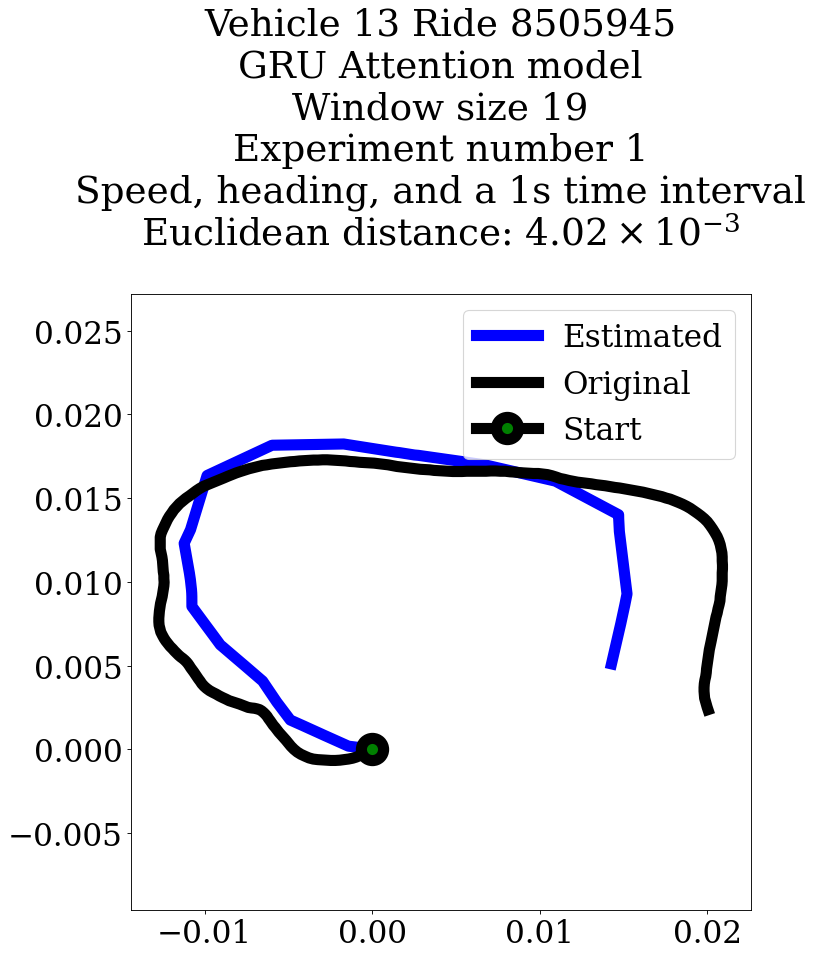 Vehicle 13 Ride 8505945
GRU Attention model
Window size 19
Experiment number 1
Speed, heading, and a 1s time interval
Euclidean distance: 4.02 × 10⁻³
Estimated
Original
Start
0.025
0.020
0.015
0.010
0.005
0.000
−0.005
−0.01 0.00 0.01 0.02